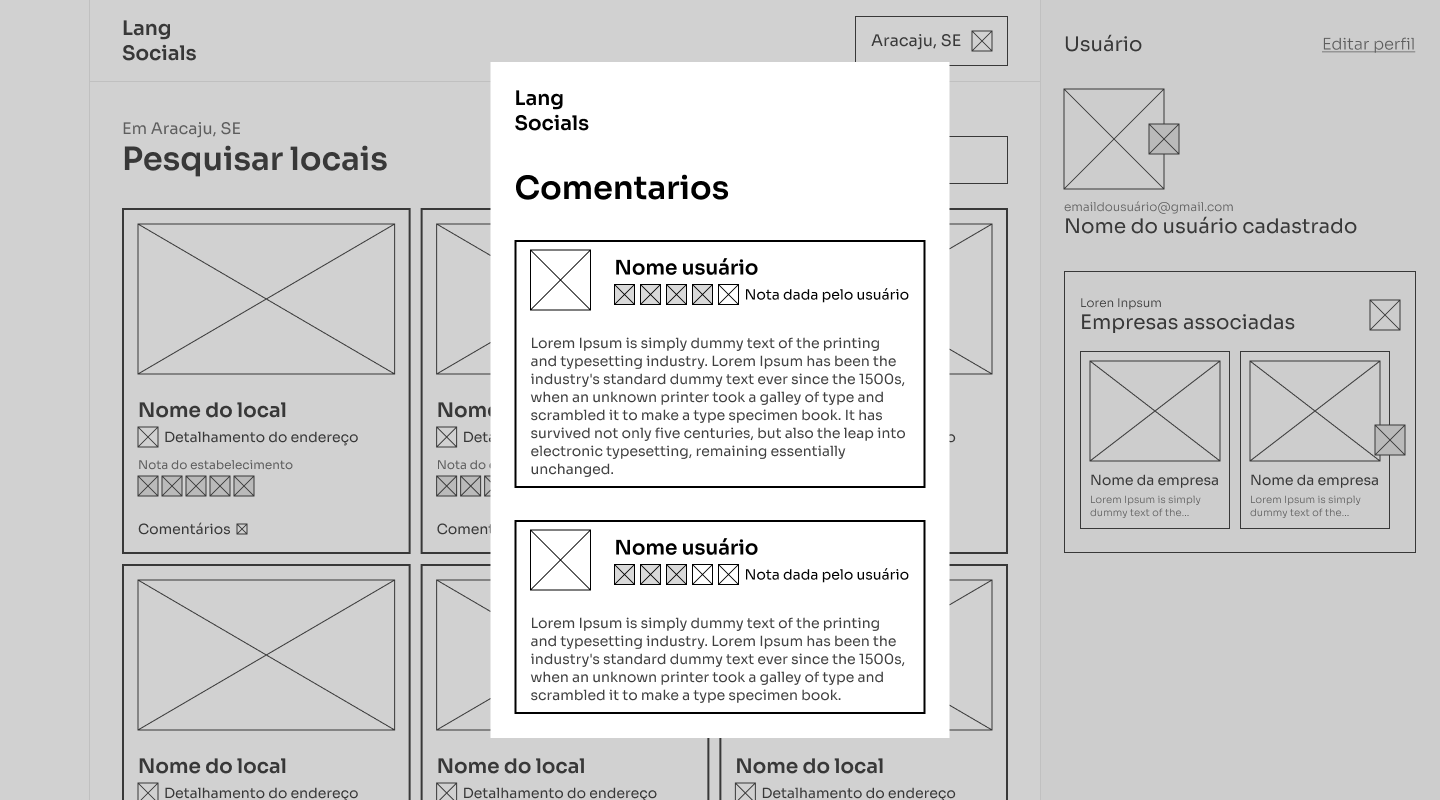 Lang
Socials
Aracaju, SE
Em Aracaju, SE
Pesquisar locais
Nome do local
Detalhamento do endereço
Nota do estabelecimento
Comentários
Nota do
Nome do local
Detalhamento do endereço
Nome do local
Detalhamento do endereço
Nome do local
Detalhamento do endereço
Lang
Socials
Comentarios
Nome usuário
Nota dada pelo usuário
Lorem Ipsum is simply dummy text of the printing
and typesetting industry. Lorem Ipsum has been the
industry's standard dummy text ever since the 1500s,
when an unknown printer took a galley of type and
scrambled it to make a type specimen book. It has
survived not only five centuries, but also the leap into
electronic typesetting, remaining essentially
unchanged.
Nome usuário
Nota dada pelo usuário
Lorem Ipsum is simply dummy text of the printing
and typesetting industry. Lorem Ipsum has been the
industry's standard dummy text ever since the 1500s,
when an unknown printer took a galley of type and
scrambled it to make a type specimen book.
Usuário
Editar perfil
emaildousuário@gmail.com
Nome do usuário cadastrado
Loren Inpsum
Empresas associadas
Nome da empresa
Lorem Ipsum is simply
dummy text of the...
Nome da empresa
Lorem Ipsum is simply
dummy text of the...